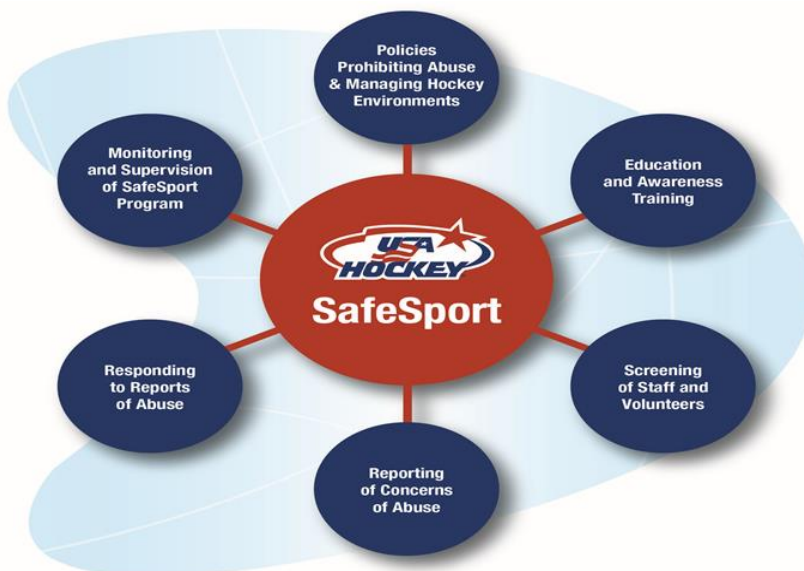 Policies
Prohibiting Abuse
& Managing Hockey
Environments
Monitoring
and Supervision
of SafeSport
Program
Education
and Awareness
Training
USA
HOCKEY
SafeSport
Responding
to Reports
of Abuse
Screening
of Staff and
Volunteers
Reporting
of Concerns
of Abuse